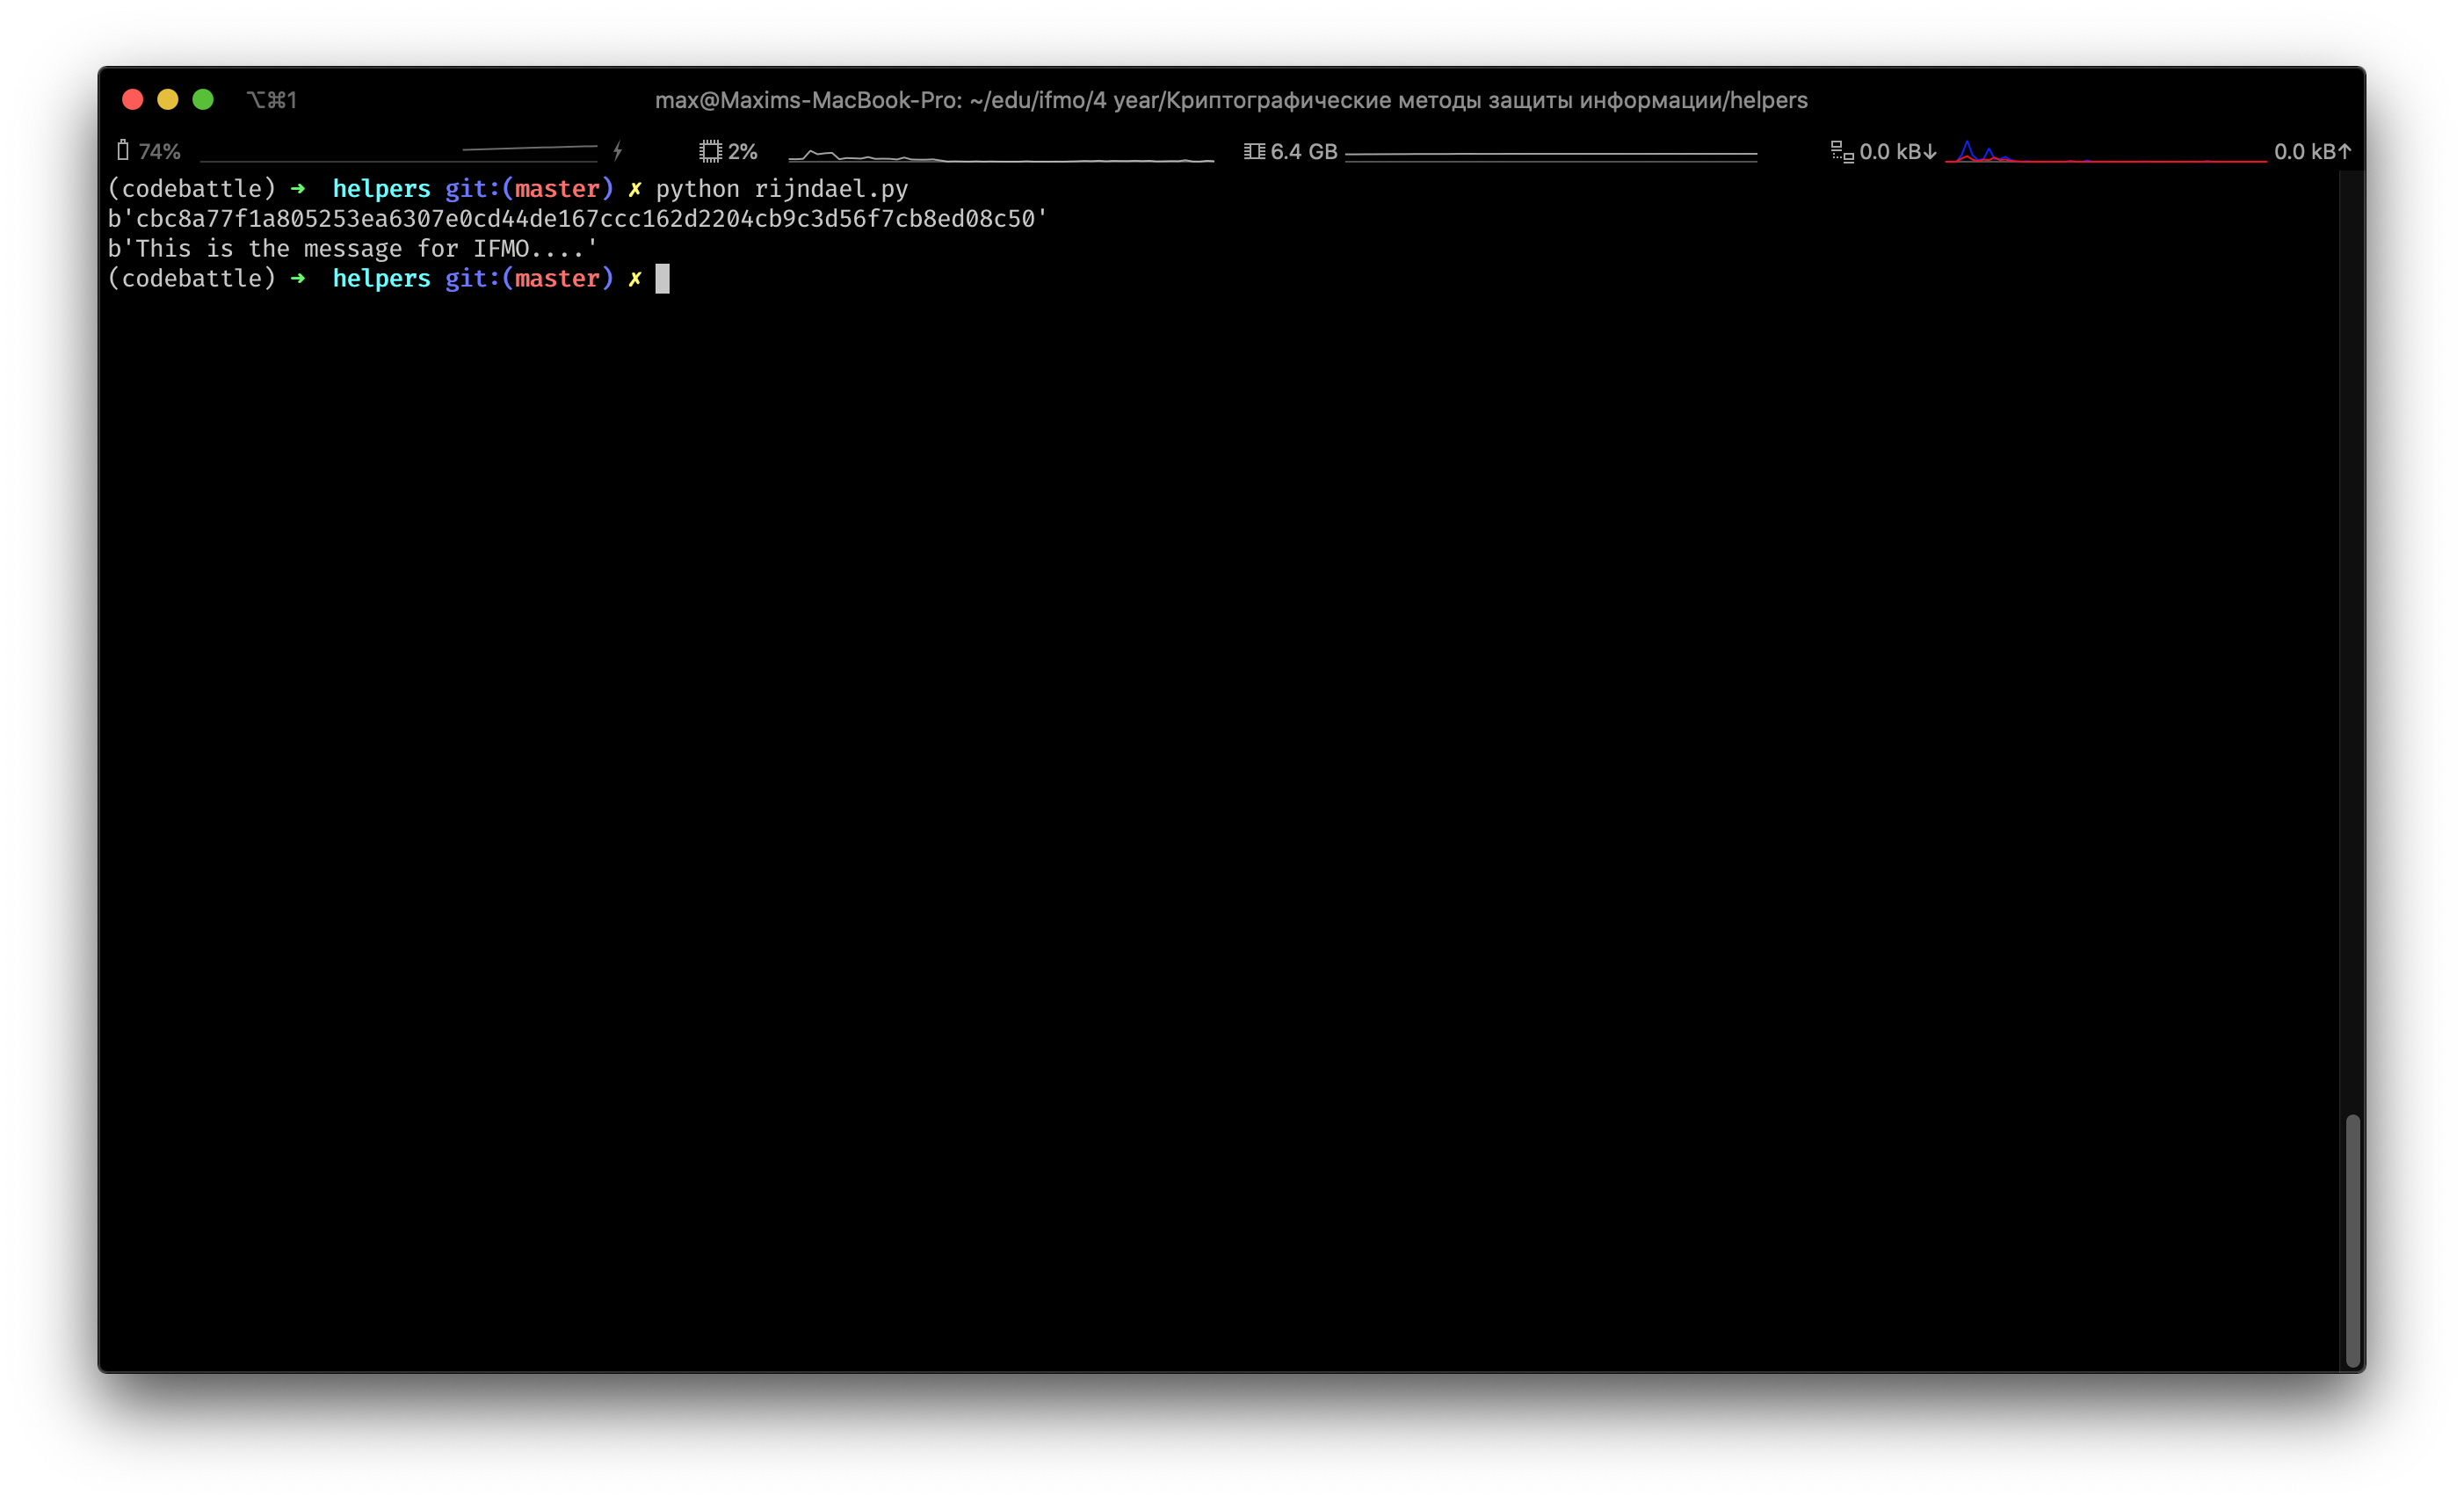 ⌥⌘1 max@Maxims-MacBook-Pro: ~/edu/ifmo/4 year/Криптографические методы защиты информации/helpers
74% 2% 6.4 GB 0.0 kB↓ 0.0 kB↑
(codebattle) ➜ helpers git:(master) ✗ python rijndael.py
b'cbc8a77f1a805253ea6307e0cd44de167ccc162d2204cb9c3d56f7cb8ed08c50'
b'This is the message for IFMO....'
(codebattle) ➜ helpers git:(master) ✗